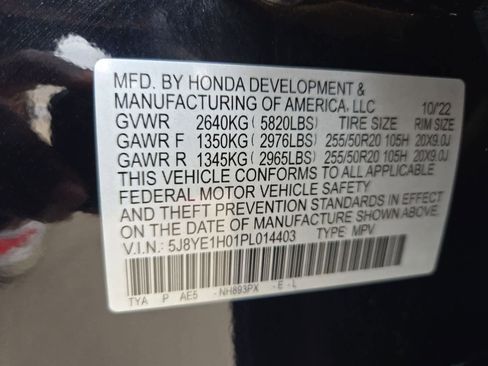 MFD. BY HONDA DEVELOPMENT &
MANUFACTURING OF AMERICA, LLC 10/'22
GVWR 2640KG ( 5820LBS) TIRE SIZE RIM SIZE
GAWR F 1350KG ( 2976LBS) 255/50R20 105H 20X9.0J
GAWR R 1345KG ( 2965LBS) 255/50R20 105H 20X9.0J
THIS VEHICLE CONFORMS TO ALL APPLICABLE
FEDERAL MOTOR VEHICLE SAFETY
AND THEFT PREVENTION STANDARDS IN EFFECT
ON THE DATE OF MANUFACTURE SHOWN ABOVE.
V.I.N.: 5J8YE1H01PL014403 TYPE: MPV
TYA P AE5 - NH893PX - E - L